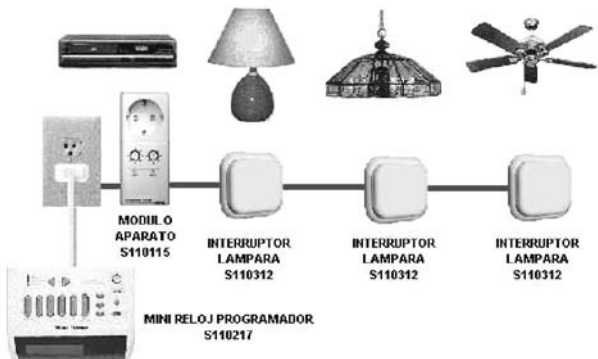 MODULO
APARATO
S110115
INTERRUPTOR
LAMPARA
S110312
INTERRUPTOR
LAMPARA
S110312
INTERRUPTOR
LAMPARA
S110312
MINI RELOJ PROGRAMADOR
S110217